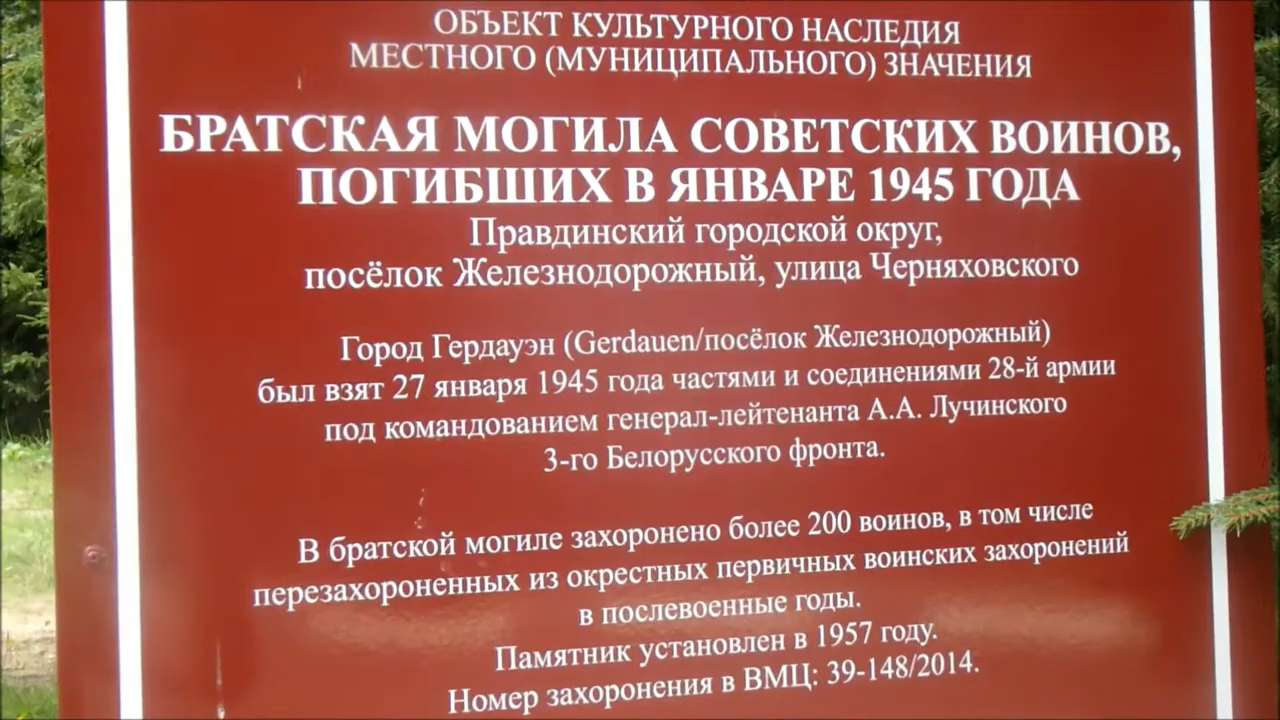 ОБЪЕКТ КУЛЬТУРНОГО НАСЛЕДИЯ
МЕСТНОГО (МУНИЦИПАЛЬНОГО) ЗНАЧЕНИЯ
БРАТСКАЯ МОГИЛА СОВЕТСКИХ ВОИНОВ,
ПОГИБШИХ В ЯНВАРЕ 1945 ГОДА
Правдинский городской округ,
посёлок Железнодорожный, улица Черняховского
Город Гердауэн (Gerdauen/посёлок Железнодорожный)
был взят 27 января 1945 года частями и соединениями 28-й армии
под командованием генерал-лейтенанта А.А. Лучинского
3-го Белорусского фронта.
В братской могиле захоронено более 200 воинов, в том числе
перезахороненных из окрестных первичных воинских захоронений
в послевоенные годы.
Памятник установлен в 1957 году.
Номер захоронения в ВМЦ: 39-148/2014.